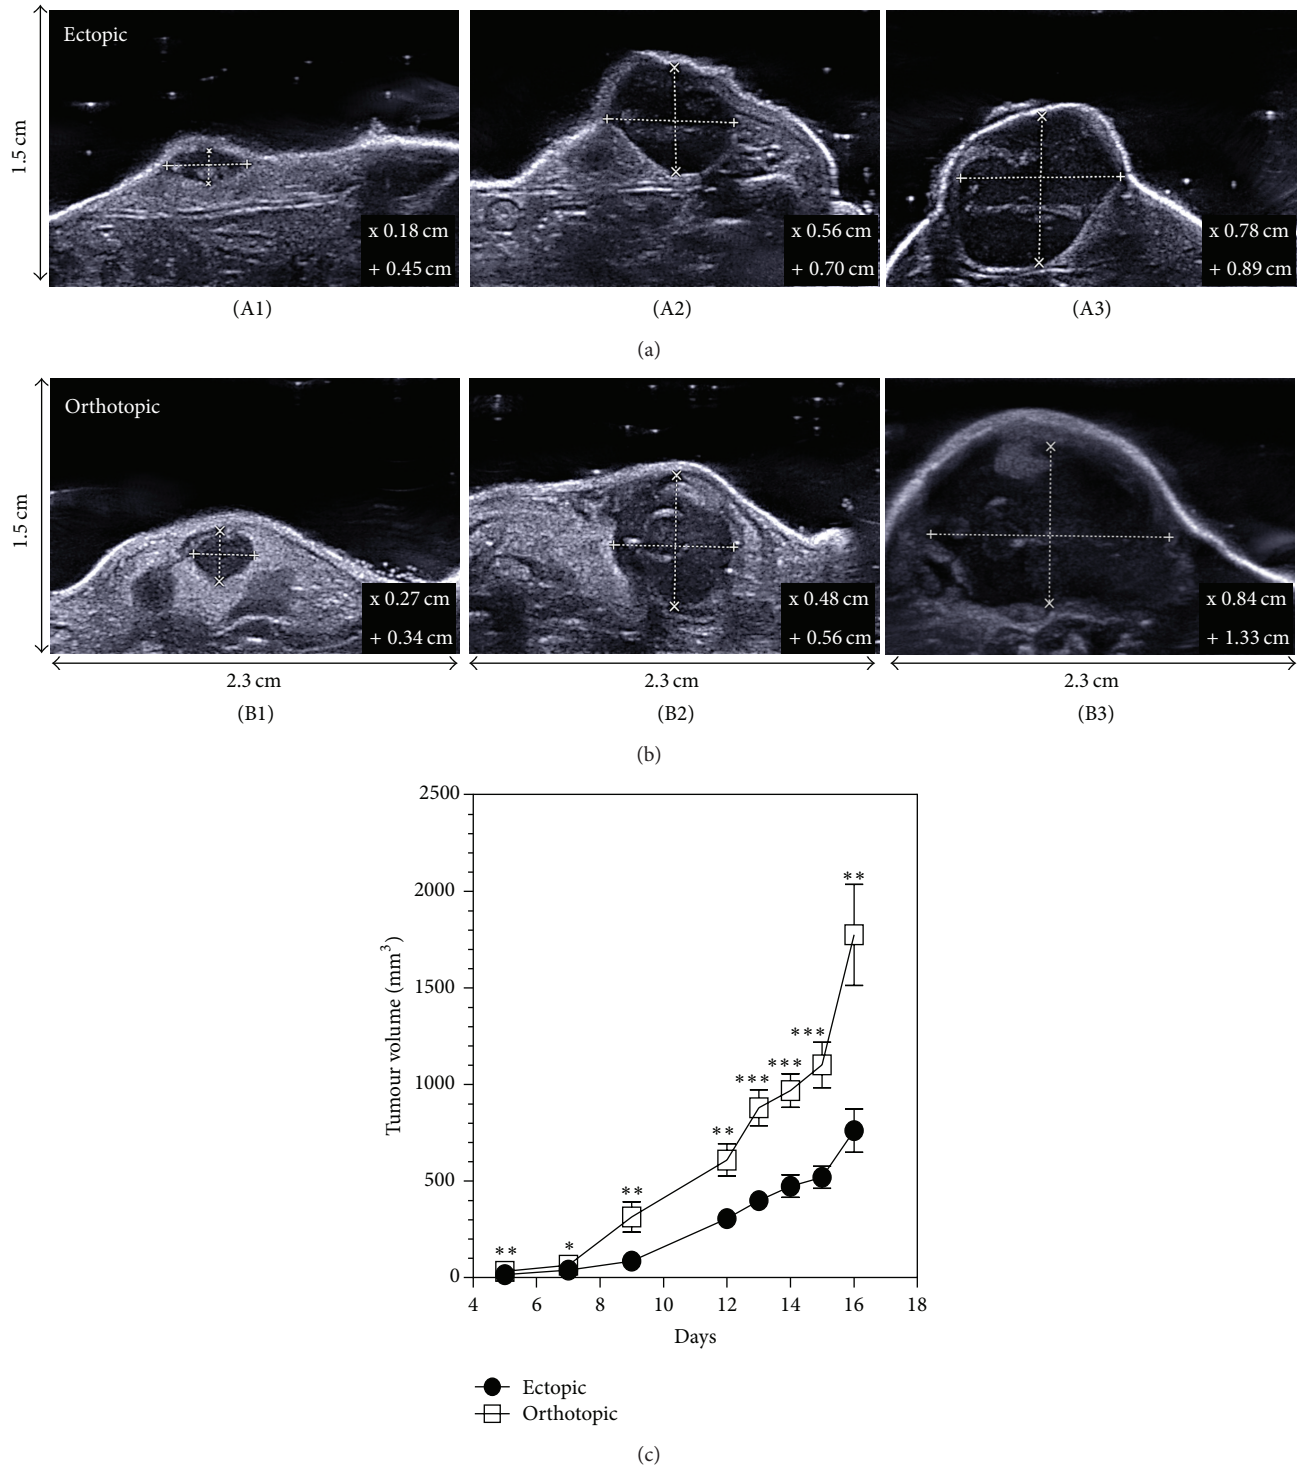 Ectopic
1.5 cm
x 0.18 cm
+ 0.45 cm
x 0.56 cm
+ 0.70 cm
x 0.78 cm
+ 0.89 cm
(A1)
(A2)
(A3)
(a)
Orthotopic
1.5 cm
x 0.27 cm
+ 0.34 cm
x 0.48 cm
+ 0.56 cm
x 0.84 cm
+ 1.33 cm
2.3 cm
2.3 cm
2.3 cm
(B1)
(B2)
(B3)
(b)
2500
2000
1500
1000
500
0
Tumour volume (mm³)
**
*
**
**
***
***
***
**
4 6 8 10 12 14 16 18
Days
Ectopic
Orthotopic
(c)